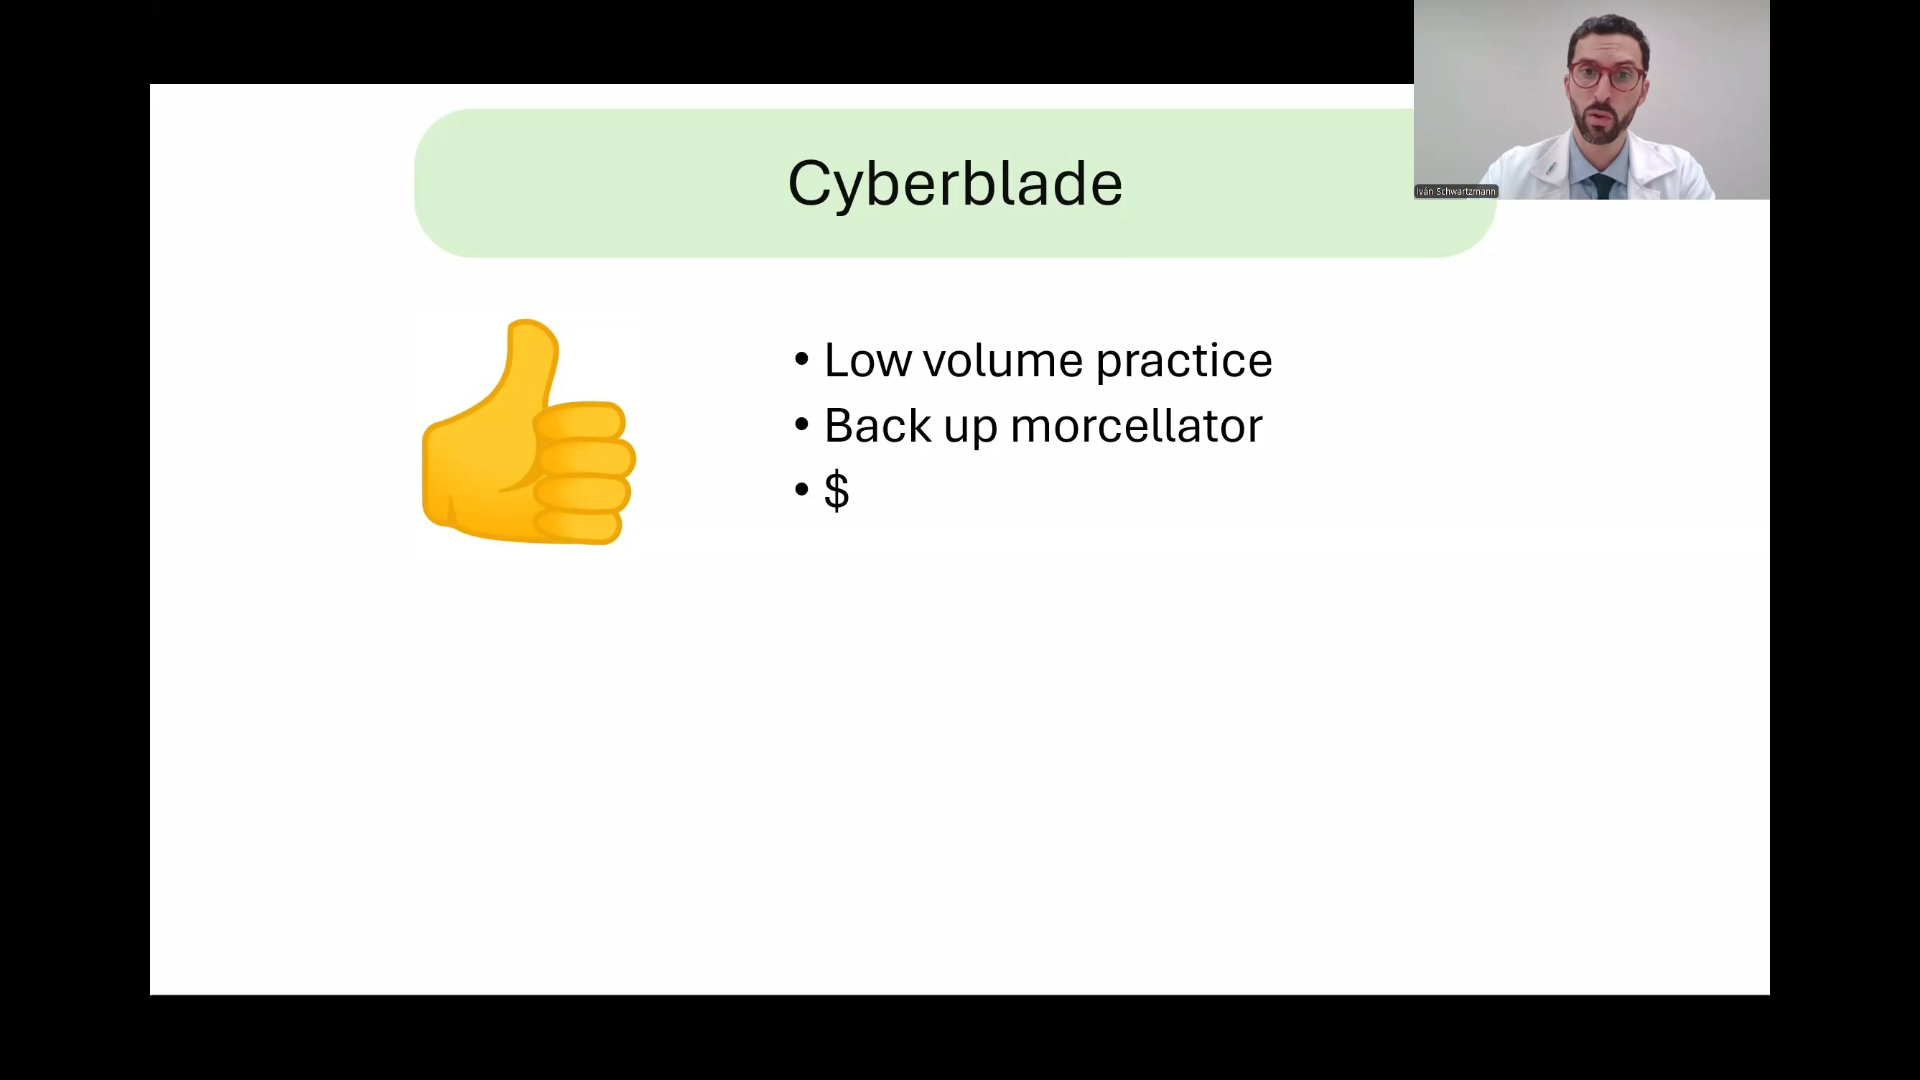 Cyberblade
Iván Schwartzmann
• Low volume practice
• Back up morcellator
• $